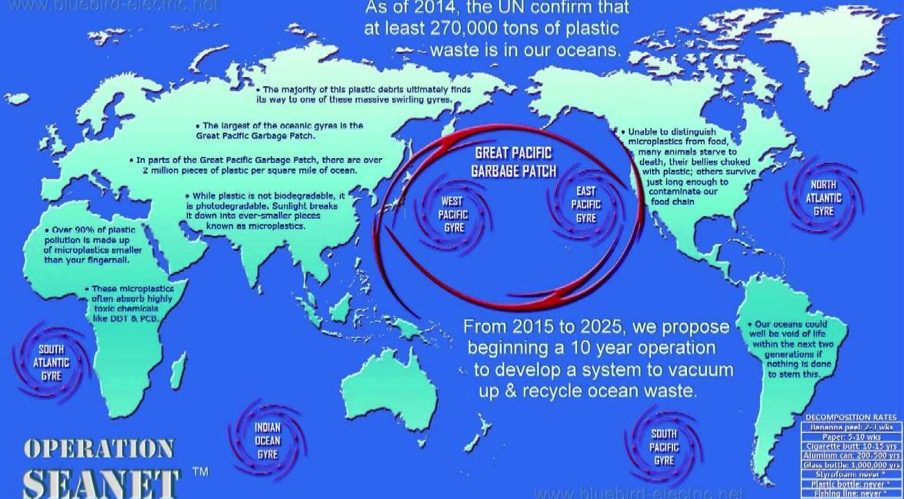 www.bluebird-electric.net
As of 2014, the UN confirm that
at least 270,000 tons of plastic
waste is in our oceans.
• The majority of this plastic debris ultimately finds
its way to one of these massive swirling gyres.
• The largest of the oceanic gyres is the
Great Pacific Garbage Patch.
• In parts of the Great Pacific Garbage Patch, there are over
2 million pieces of plastic per square mile of ocean.
• While plastic is not biodegradable, it
is photodegradable. Sunlight breaks
it down into ever-smaller pieces
known as microplastics.
• Over 90% of plastic
pollution is made up
of microplastics smaller
than your fingernail.
• These microplastics
often absorb highly
toxic chemicals
like DDT & PCB.
GREAT PACIFIC
GARBAGE PATCH
WEST
PACIFIC
GYRE
EAST
PACIFIC
GYRE
• Unable to distinguish
microplastics from food,
many animals starve to
death, their bellies choked
with plastic; others survive
just long enough to
contaminate our
food chain
NORTH
ATLANTIC
GYRE
From 2015 to 2025, we propose
beginning a 10 year operation
to develop a system to vacuum
up & recycle ocean waste.
• Our oceans could
well be void of life
within the next two
generations if
nothing is done
to stem this.
SOUTH
ATLANTIC
GYRE
INDIAN
OCEAN
GYRE
SOUTH
PACIFIC
GYRE
OPERATION
SEANET ™
DECOMPOSITION RATES
Bananna peel: 2-3 wks
Paper: 5-10 wks
Cigarette butt: 10-15 yrs
Aluminm can: 200-500 yrs
Glass bottle: 1,000,000 yrs
Styrofoam: never *
Plastic bottle: never *
Fishing line: never *
www.bluebird-electric.net